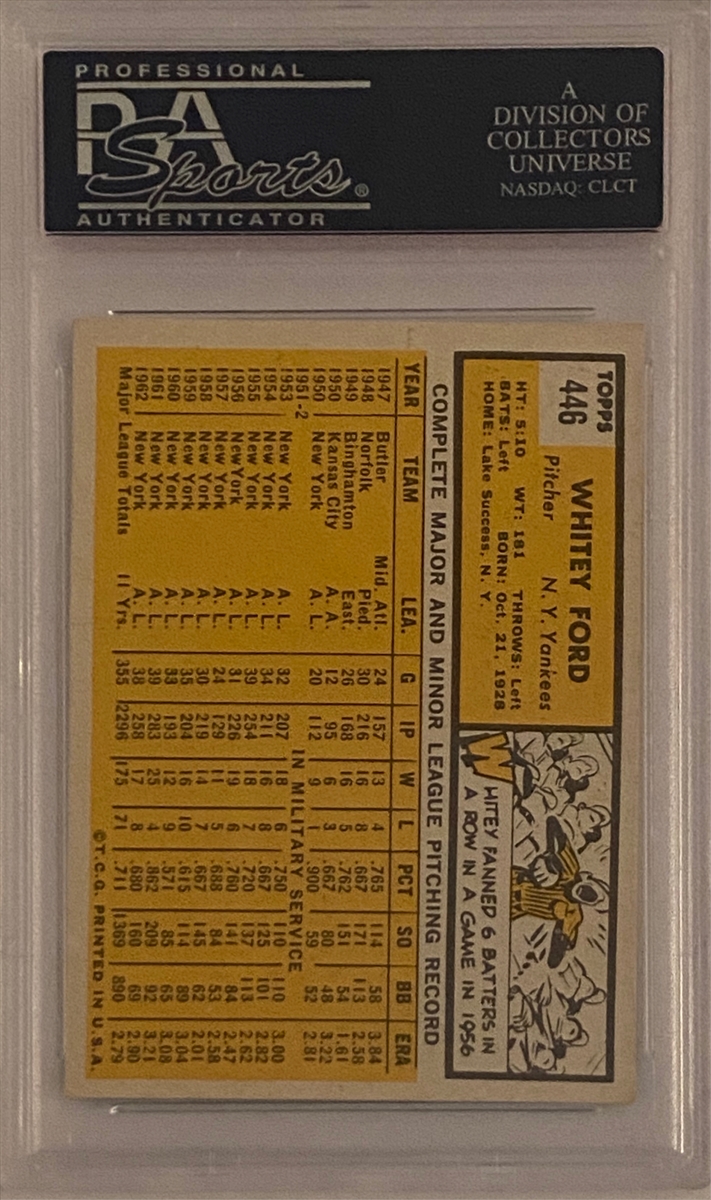 PROFESSIONAL
PSA
Sports®
AUTHENTICATOR
A
DIVISION OF
COLLECTORS
UNIVERSE
NASDAQ: CLCT
TOPPS
446
WHITEY FORD
Pitcher N. Y. Yankees
HT: 5:10 WT: 181 THROWS: Left
BATS: Left BORN: Oct. 21, 1928
HOME: Lake Success, N. Y.
WHITEY FANNED 6 BATTERS IN
A ROW IN A GAME IN 1956
COMPLETE MAJOR AND MINOR LEAGUE PITCHING RECORD
YEAR TEAM LEA. G IP W L PCT SO BB ERA
1947 Butler Mid. Atl. 24 157 13 4 .765 114 58 3.84
1948 Norfolk Pied. 30 216 16 8 .667 171 113 2.58
1949 Binghamton East. 26 168 16 5 .762 151 54 1.61
1950 Kansas City A. A. 12 95 6 3 .667 80 48 3.22
1950 New York A. L. 20 112 9 1 .900 59 52 2.81
1951-2 IN MILITARY SERVICE
1953 New York A. L. 32 207 18 6 .750 110 110 3.00
1954 New York A. L. 34 211 16 8 .667 125 101 2.82
1955 New York A. L. 39 254 18 7 .720 137 113 2.62
1956 New York A. L. 31 226 19 6 .760 141 84 2.47
1957 New York A. L. 24 129 11 5 .688 84 53 2.58
1958 New York A. L. 30 219 14 7 .667 145 62 2.01
1959 New York A. L. 35 204 16 10 .615 114 89 3.04
1960 New York A. L. 33 193 12 9 .571 85 65 3.08
1961 New York A. L. 39 283 25 4 .862 209 92 3.21
1962 New York A. L. 38 258 17 8 .680 160 69 2.90
Major League Totals 11 Yrs. 355 2296 175 71 .711 1369 890 2.79
©T.C.G. PRINTED IN U.S.A.